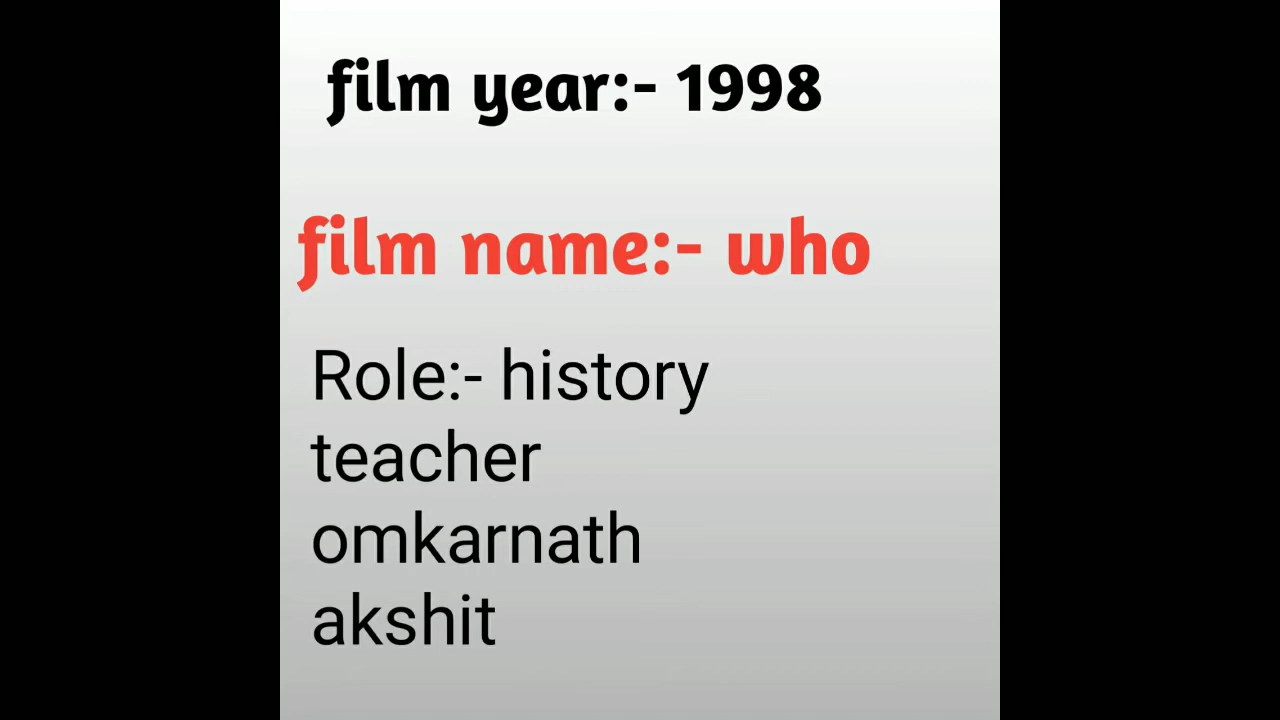 film year:- 1998
film name:- who
Role:- history
teacher
omkarnath
akshit